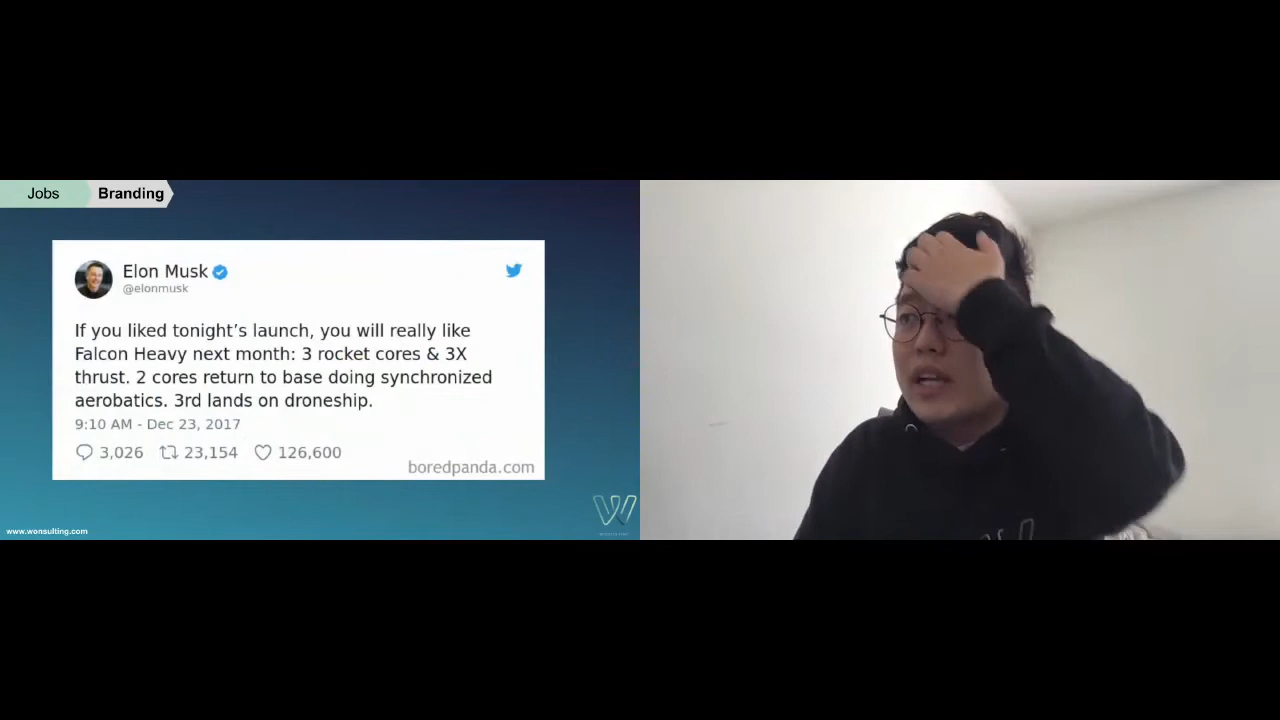 Jobs
Branding
Elon Musk
@elonmusk
If you liked tonight’s launch, you will really like
Falcon Heavy next month: 3 rocket cores & 3X
thrust. 2 cores return to base doing synchronized
aerobatics. 3rd lands on droneship.
9:10 AM - Dec 23, 2017
3,026 23,154 126,600
boredpanda.com
www.wonsulting.com
W